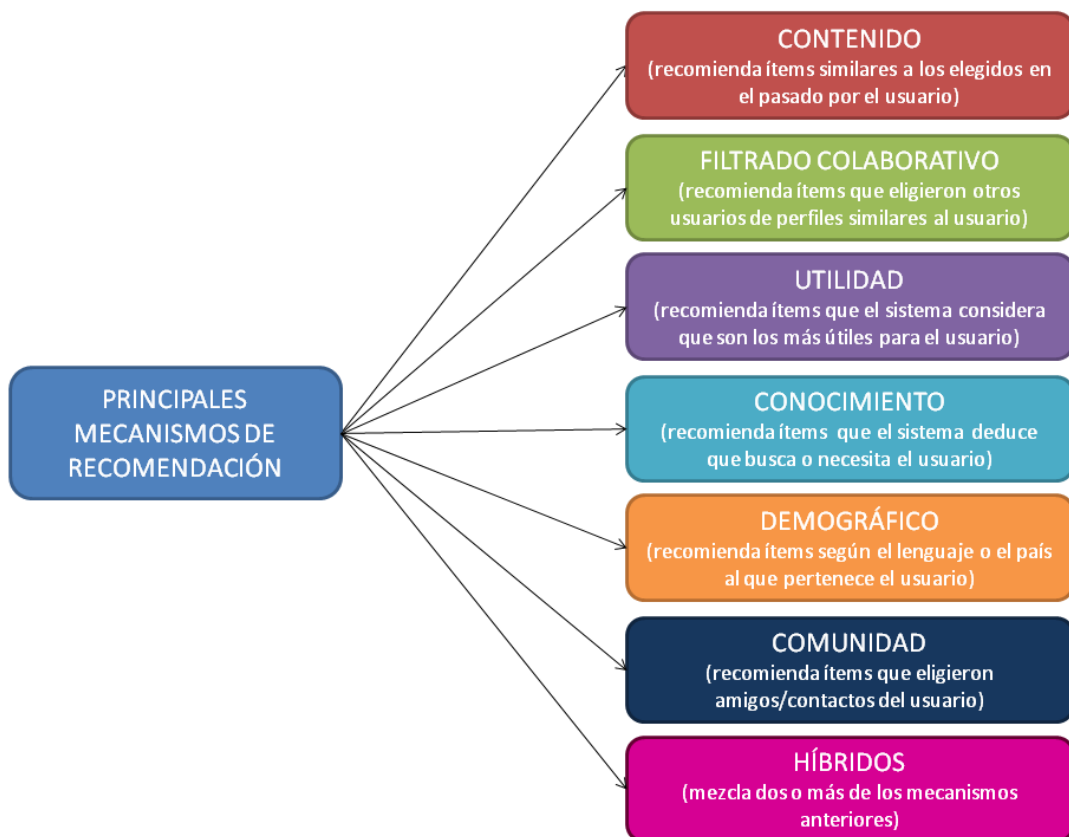 PRINCIPALES
MECANISMOS DE
RECOMENDACIÓN
CONTENIDO
(recomienda ítems similares a los elegidos en
el pasado por el usuario)
FILTRADO COLABORATIVO
(recomienda ítems que eligieron otros
usuarios de perfiles similares al usuario)
UTILIDAD
(recomienda ítems que el sistema considera
que son los más útiles para el usuario)
CONOCIMIENTO
(recomienda ítems que el sistema deduce
que busca o necesita el usuario)
DEMOGRÁFICO
(recomienda ítems según el lenguaje o el país
al que pertenece el usuario)
COMUNIDAD
(recomienda ítems que eligieron
amigos/contactos del usuario)
HÍBRIDOS
(mezcla dos o más de los mecanismos
anteriores)